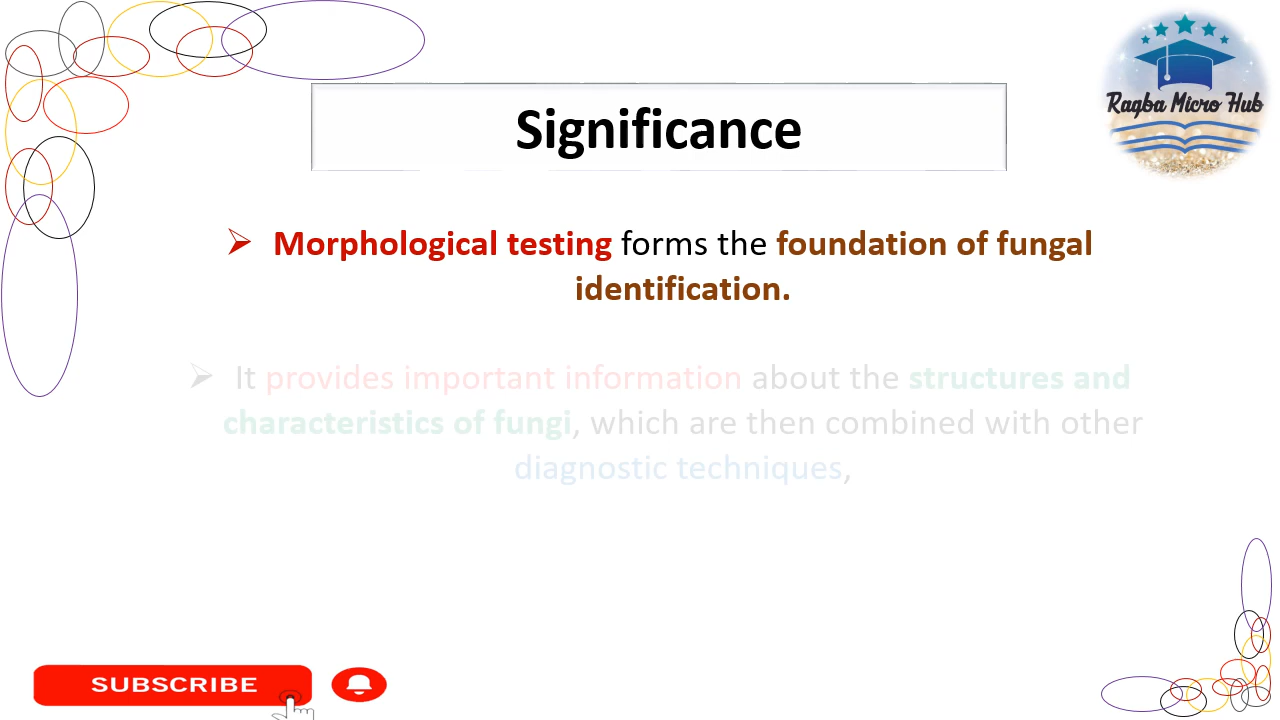 Raqba Micro Hub
Significance
➢ Morphological testing forms the foundation of fungal
identification.
➢ It provides important information about the structures and
characteristics of fungi, which are then combined with other
diagnostic techniques,
SUBSCRIBE